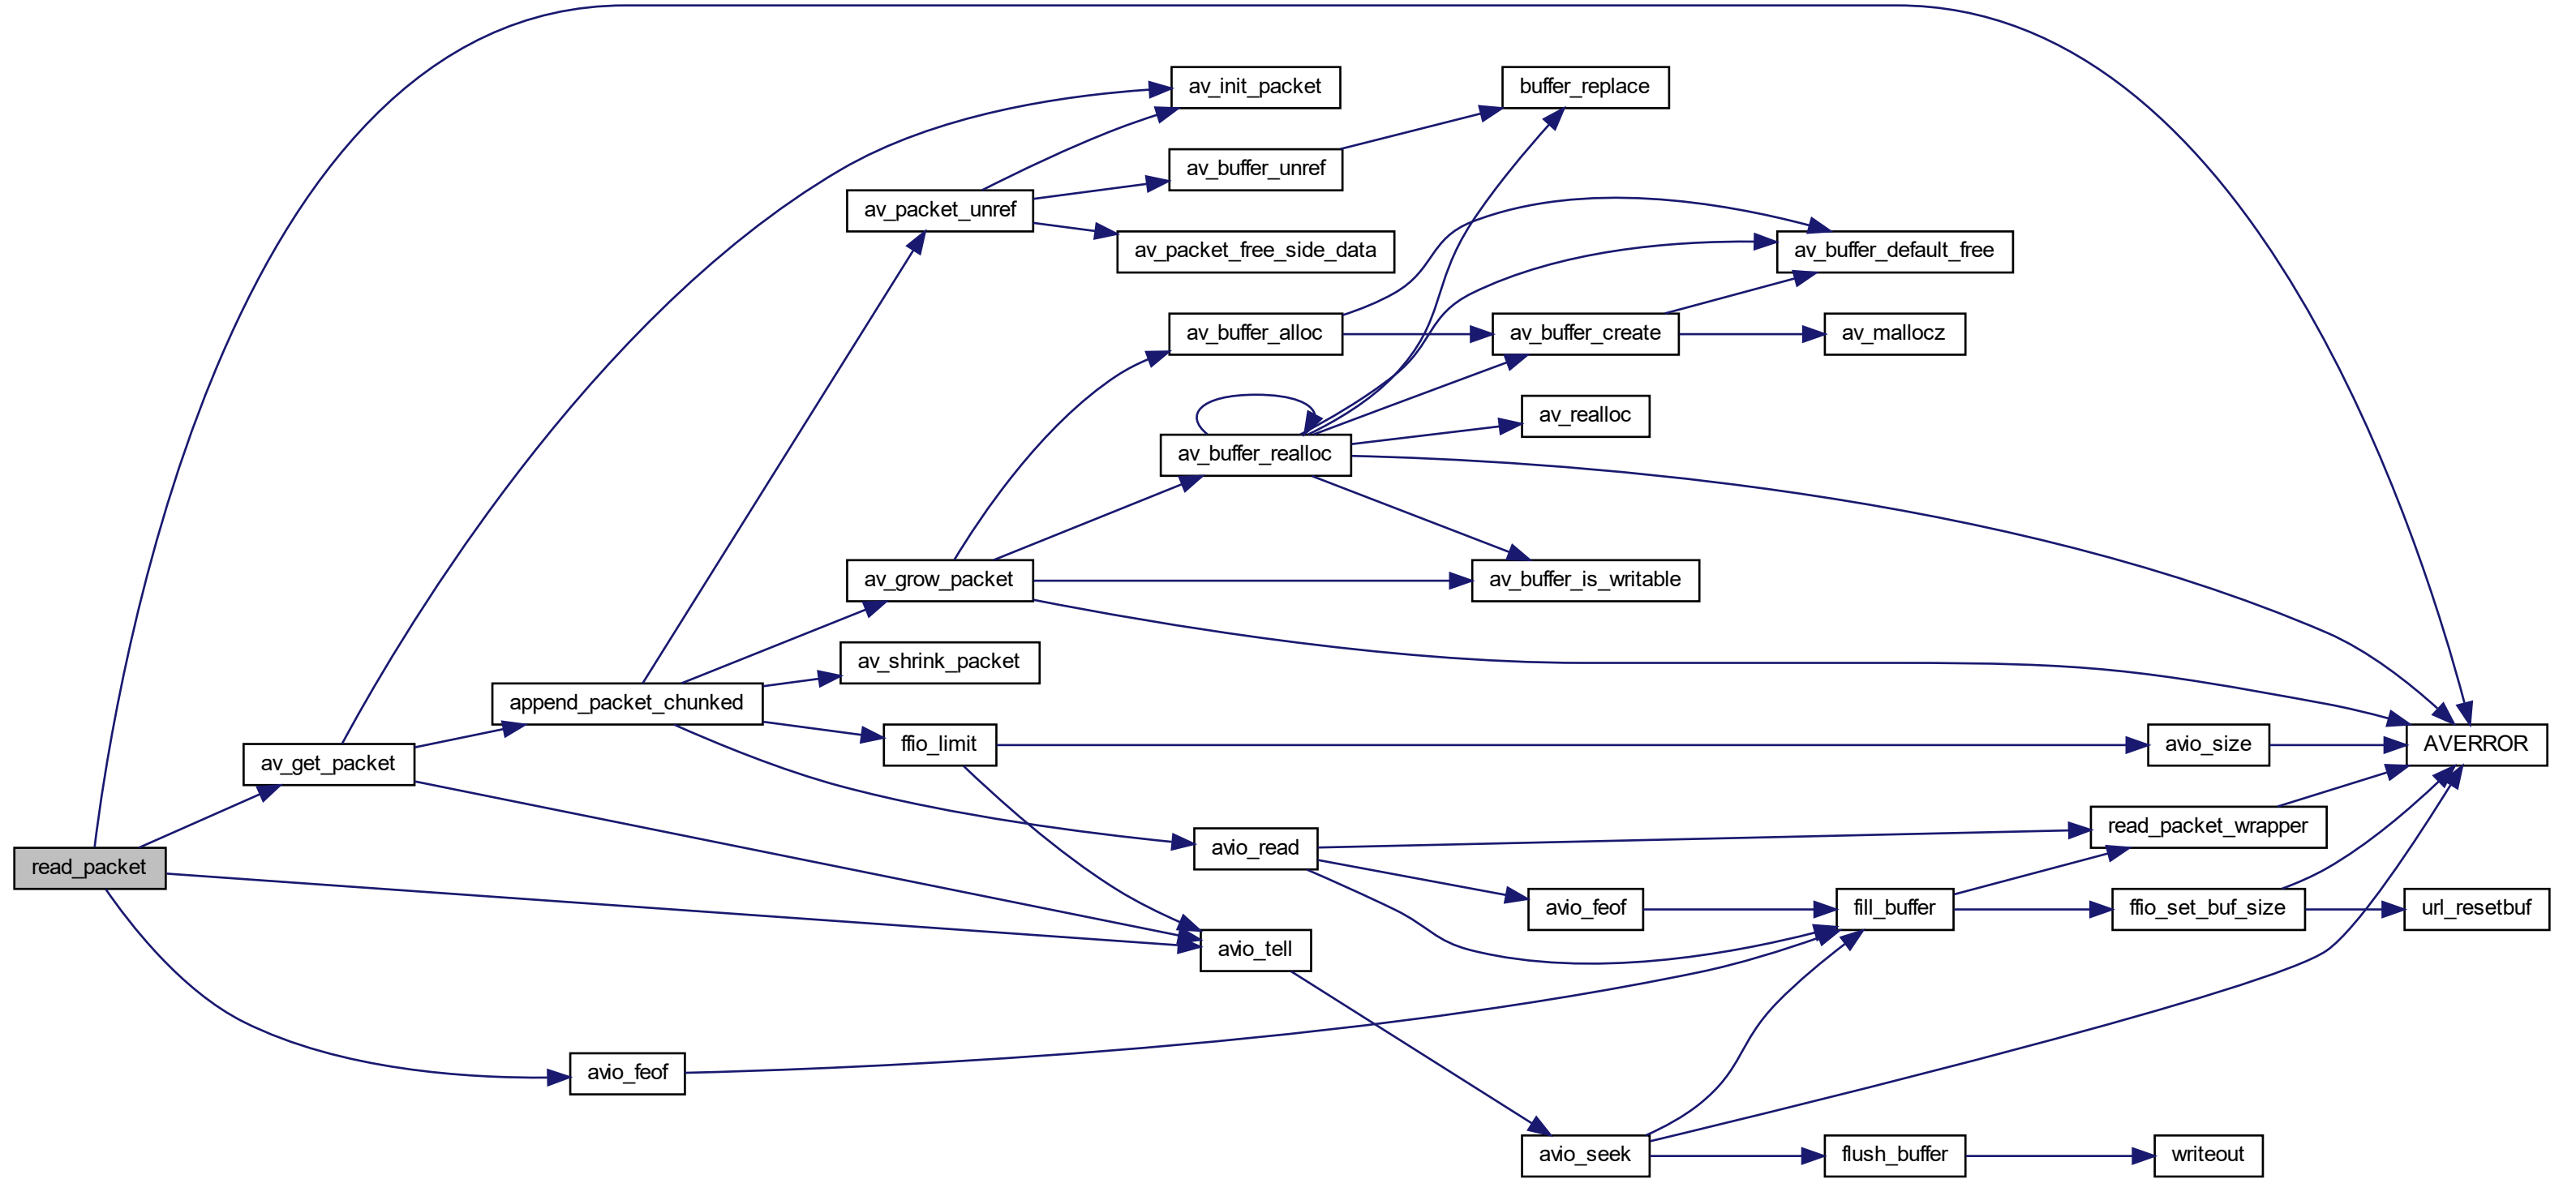 av_init_packet
buffer_replace
av_buffer_unref
av_packet_unref
av_packet_free_side_data
av_buffer_default_free
av_buffer_alloc
av_buffer_create
av_mallocz
av_realloc
av_buffer_realloc
av_grow_packet
av_buffer_is_writable
av_shrink_packet
append_packet_chunked
ffio_limit
avio_size
AVERROR
av_get_packet
read_packet_wrapper
avio_read
read_packet
avio_feof
fill_buffer
ffio_set_buf_size
url_resetbuf
avio_tell
avio_feof
avio_seek
flush_buffer
writeout